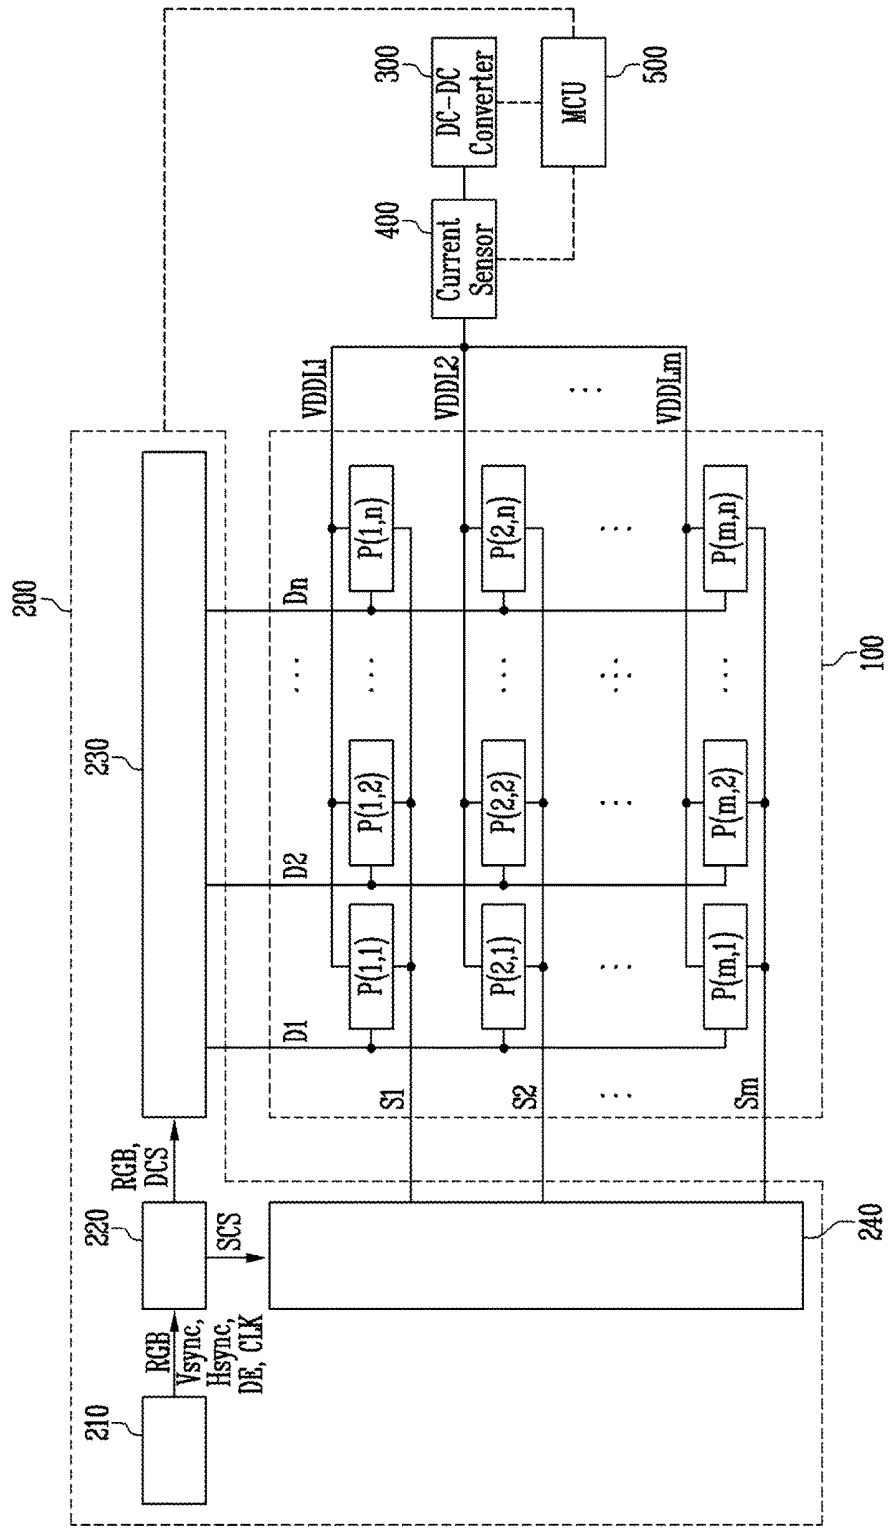 200
210
RGB
Vsync,
Hsync,
DE, CLK
220
RGB,
DCS
SCS
230
240
D1
D2
...
Dn
S1
P(1,1)
P(1,2)
...
P(1,n)
VDDL1
S2
P(2,1)
P(2,2)
...
P(2,n)
VDDL2
...
...
...
...
...
...
Sm
P(m,1)
P(m,2)
...
P(m,n)
VDDLm
100
400
Current
Sensor
300
DC-DC
Converter
MCU
500